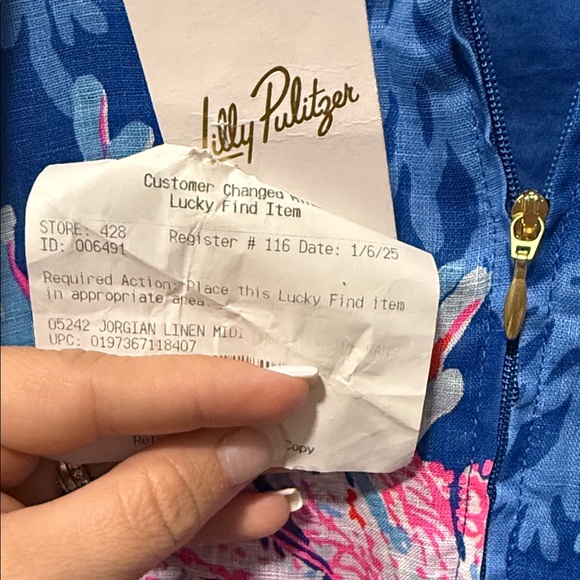 Lilly Pulitzer
Customer Changed
Lucky Find Item
STORE: 428 Register # 116 Date: 1/6/25
ID: 006491
Required Action: place this Lucky Find item
in appropriate area.
05242 JORGIAN LINEN MIDI
UPC: 0197367118407
Copy